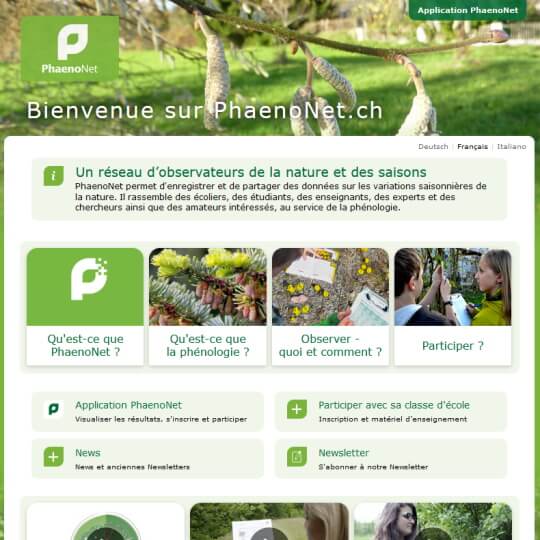 Application PhaenoNet
PhaenoNet
Bienvenue sur PhaenoNet.ch
Deutsch | Français | Italiano
Un réseau d'observateurs de la nature et des saisons
PhaenoNet permet d'enregistrer et de partager des données sur les variations saisonnières de
la nature. Il rassemble des écoliers, des étudiants, des enseignants, des experts et des
chercheurs ainsi que des amateurs intéressés, au service de la phénologie.
Qu'est-ce que
PhaenoNet ?
Qu'est-ce que
la phénologie ?
Observer -
quoi et comment ?
Participer ?
Application PhaenoNet
Visualiser les résultats, s'inscrire et participer
Participer avec sa classe d'école
Inscription et matériel d'enseignement
News
News et anciennes Newsletters
Newsletter
S'abonner à notre Newsletter